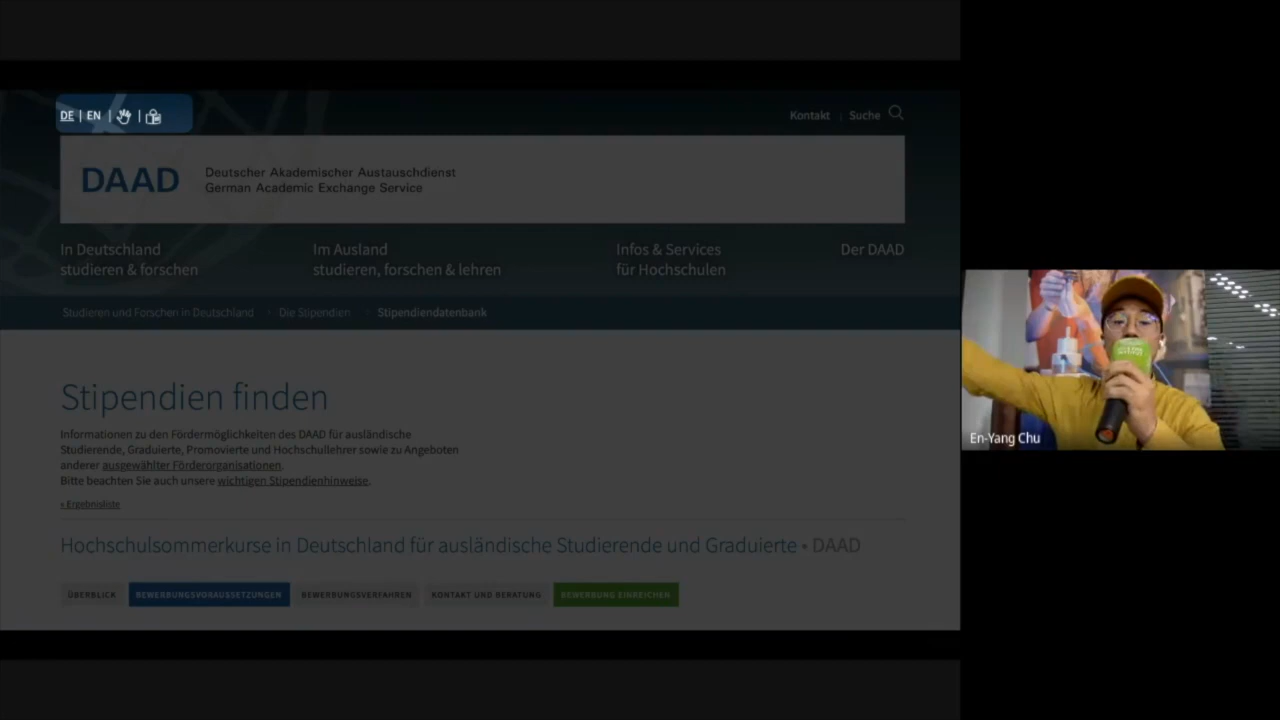 DE | EN | |
Kontakt | Suche
DAAD
Deutscher Akademischer Austauschdienst
German Academic Exchange Service
In Deutschland
studieren & forschen
Im Ausland
studieren, forschen & lehren
Infos & Services
für Hochschulen
Der DAAD
Studieren und Forschen in Deutschland › Die Stipendien › Stipendiendatenbank
Stipendien finden
Informationen zu den Fördermöglichkeiten des DAAD für ausländische
Studierende, Graduierte, Promovierte und Hochschullehrer sowie zu Angeboten
anderer ausgewählter Förderorganisationen.
Bitte beachten Sie auch unsere wichtigen Stipendienhinweise.
« Ergebnisliste
Hochschulsommerkurse in Deutschland für ausländische Studierende und Graduierte • DAAD
ÜBERBLICK
BEWERBUNGSVORAUSSETZUNGEN
BEWERBUNGSVERFAHREN
KONTAKT UND BERATUNG
BEWERBUNG EINREICHEN
En-Yang Chu